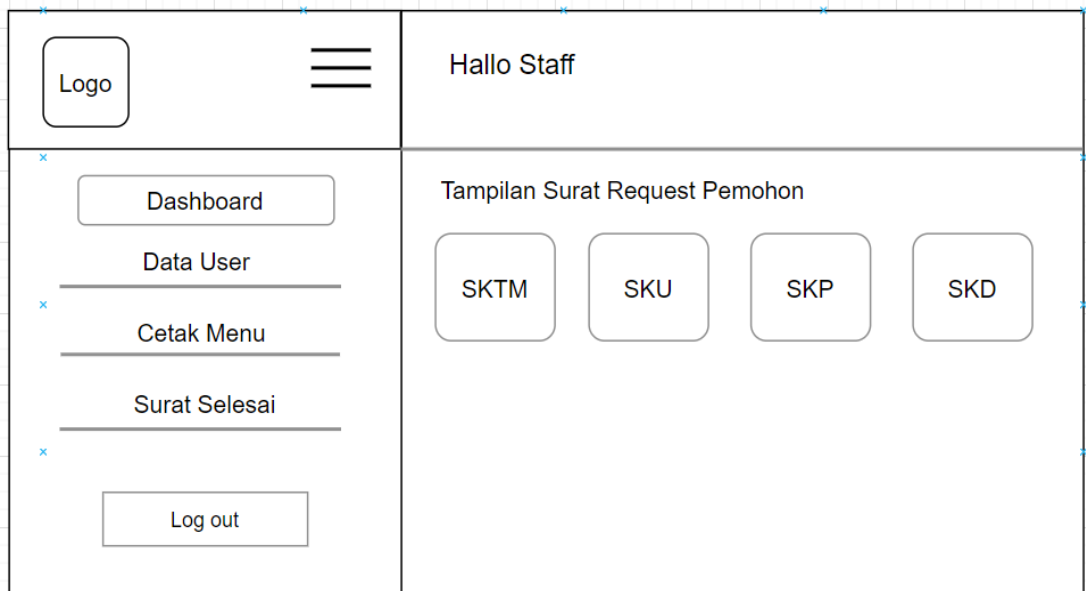 Logo
Hallo Staff
Dashboard
Data User
Cetak Menu
Surat Selesai
Log out
Tampilan Surat Request Pemohon
SKTM
SKU
SKP
SKD